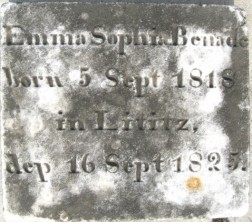 Emma Sophia Benade
Born 5 Sept 1818
in Lititz,
dep 16 Sept 1825.